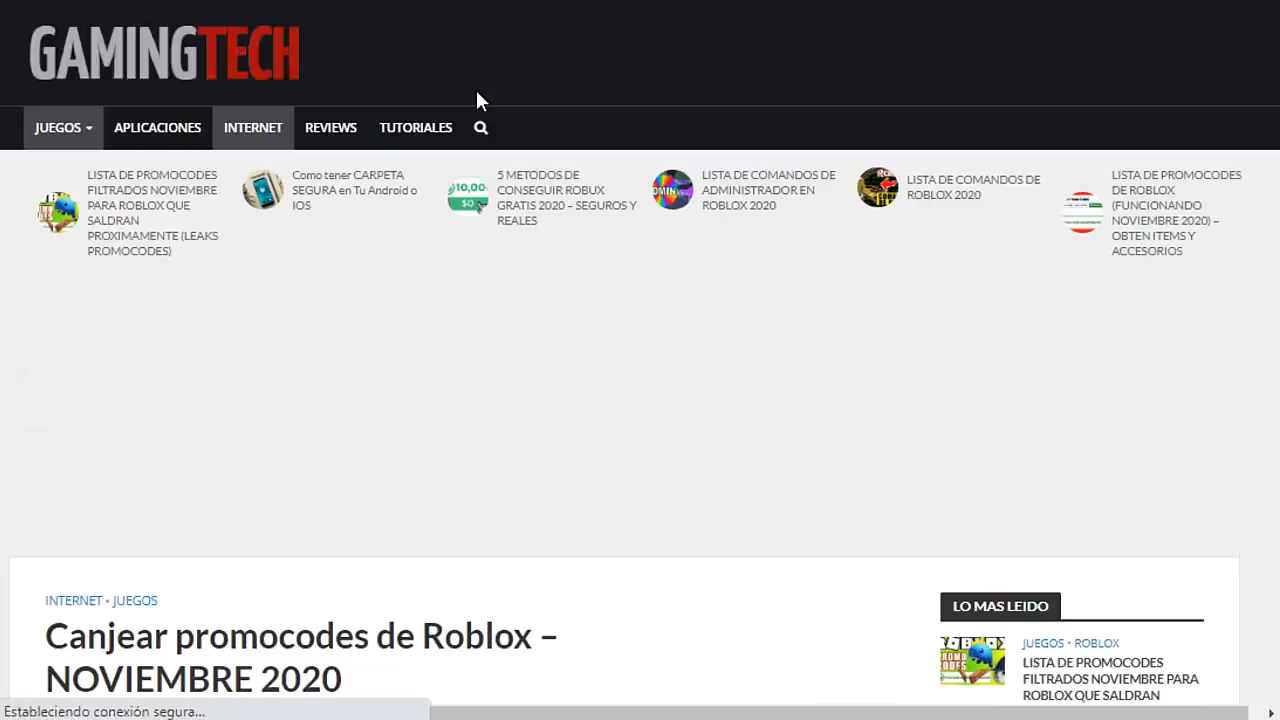 GAMINGTECH
JUEGOS
APLICACIONES
INTERNET
REVIEWS
TUTORIALES
LISTA DE PROMOCODES
FILTRADOS NOVIEMBRE
PARA ROBLOX QUE
SALDRAN
PROXIMAMENTE (LEAKS
PROMOCODES)
Como tener CARPETA
SEGURA en Tu Android o
IOS
10,00
$0
5 METODOS DE
CONSEGUIR ROBUX
GRATIS 2020 – SEGUROS Y
REALES
LISTA DE COMANDOS DE
ADMINISTRADOR EN
ROBLOX 2020
LISTA DE COMANDOS DE
ROBLOX 2020
LISTA DE PROMOCODES
DE ROBLOX
(FUNCIONANDO
NOVIEMBRE 2020) –
OBTEN ITEMS Y
ACCESORIOS
INTERNET • JUEGOS
Canjear promocodes de Roblox –
NOVIEMBRE 2020
LO MAS LEIDO
JUEGOS • ROBLOX
LISTA DE PROMOCODES
FILTRADOS NOVIEMBRE PARA
ROBLOX QUE SALDRAN
Estableciendo conexión segura...